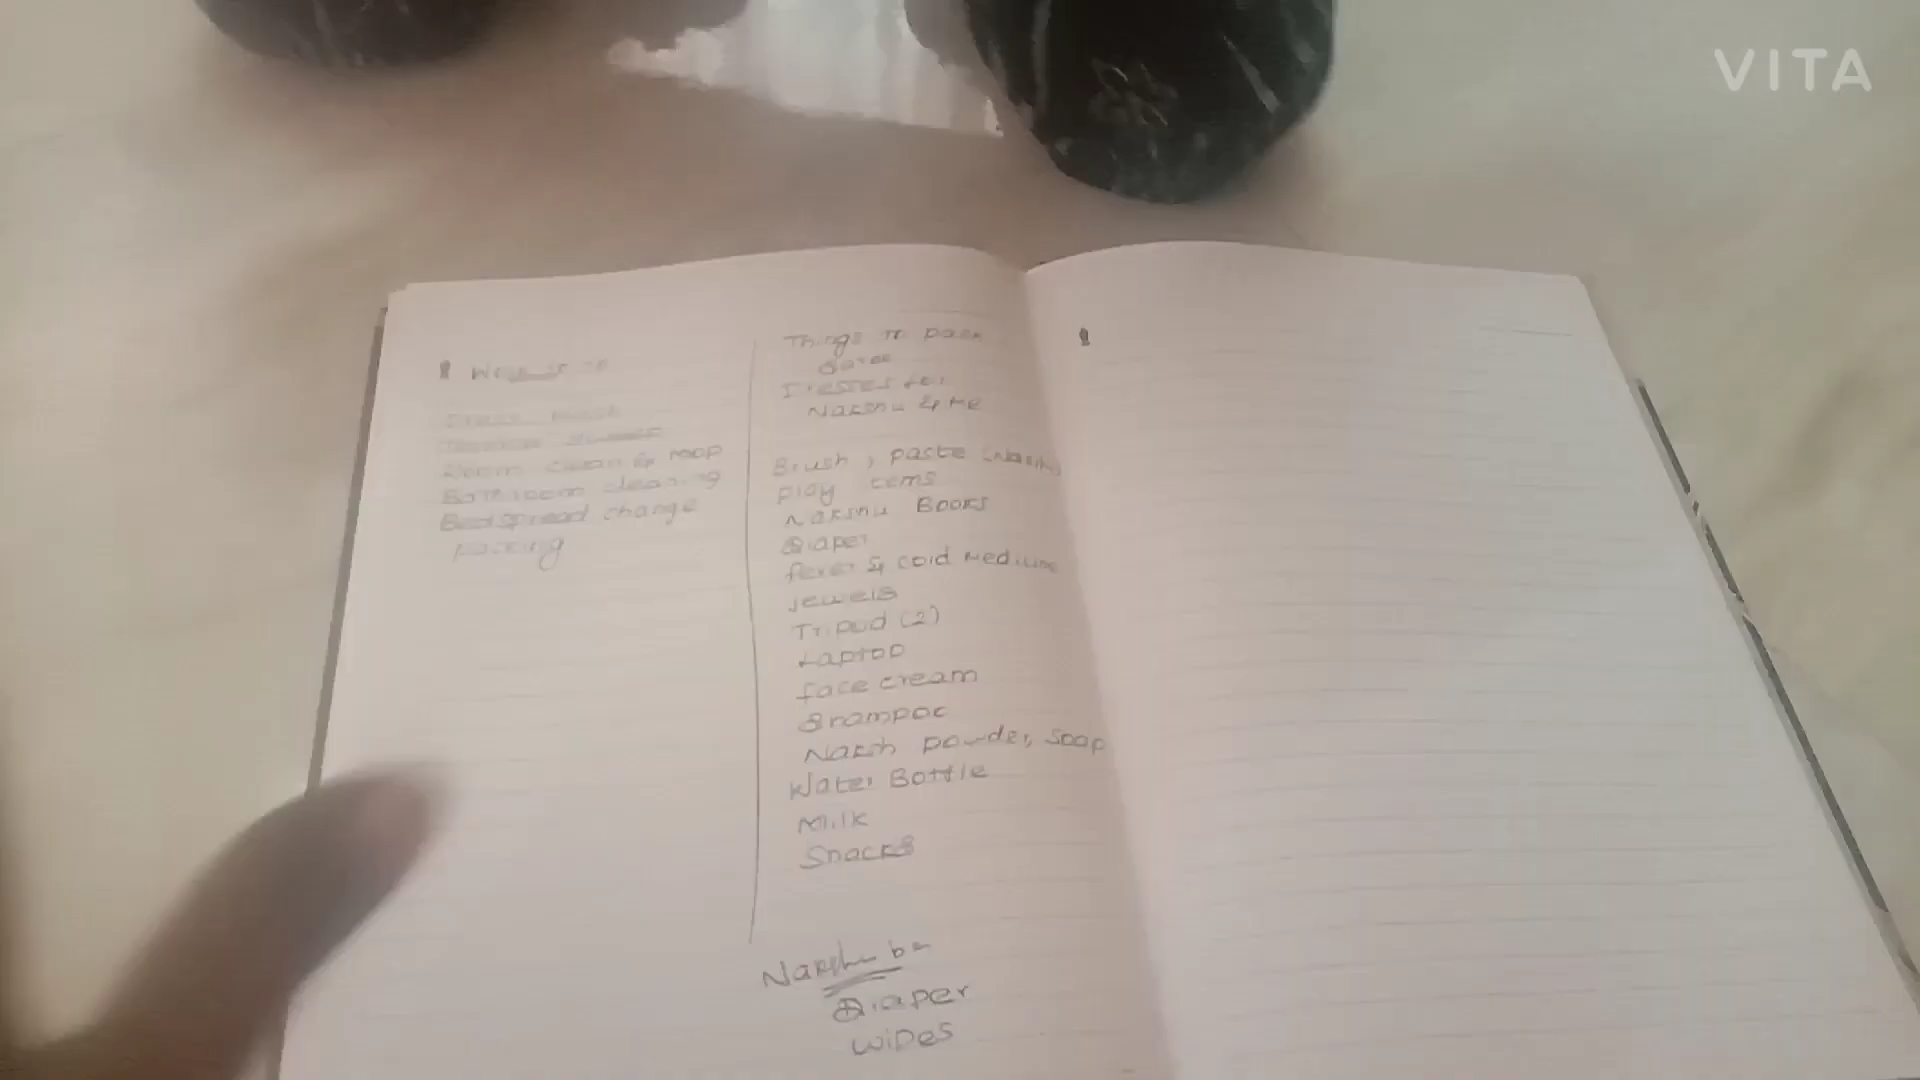 VITA
Room clean & mop
Bathroom cleaning
Bedspread change
packing
Things to pack
Saree
Dresses for
Nakshu & Me
Brush, paste
play
Nakshu Books
Diaper
fever & cold medicine
jewels
Tripod (2)
Laptop
face cream
Naksh powder, soap
Water Bottle
Milk
Snacks
Nakshu
Diaper
wipes